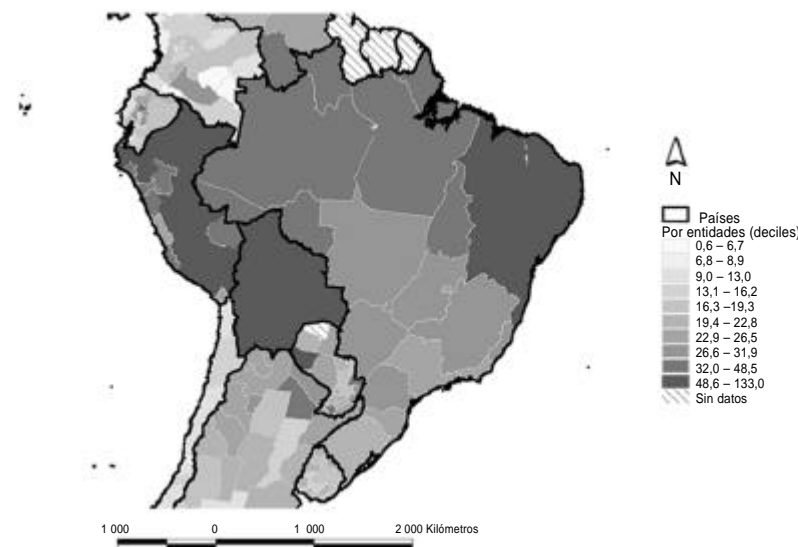 N
Países
Por entidades (deciles)
0,6 – 6,7
6,8 – 8,9
9,0 – 13,0
13,1 – 16,2
16,3 –19,3
19,4 – 22,8
22,9 – 26,5
26,6 – 31,9
32,0 – 48,5
48,6 – 133,0
Sin datos
1 000 0 1 000 2 000 Kilómetros